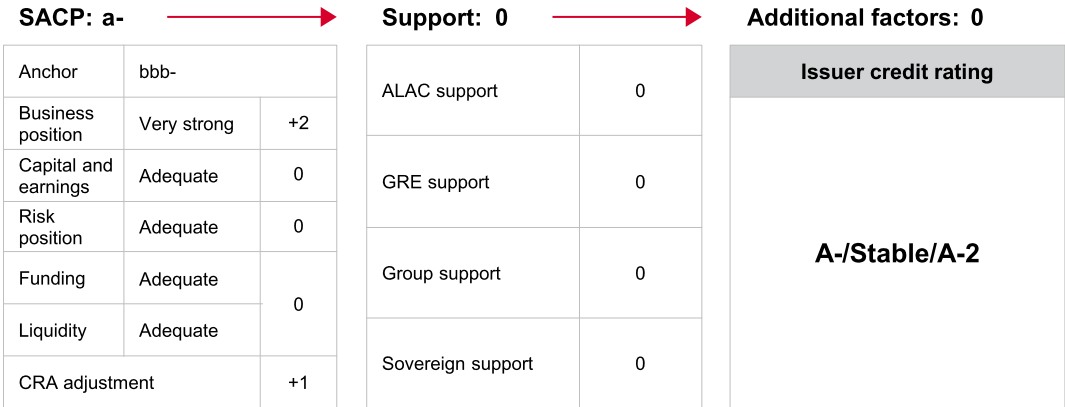 SACP: a-
Support: 0
Additional factors: 0
Anchor
bbb-
Business
position
Very strong
+2
Capital and
earnings
Adequate
0
Risk
position
Adequate
0
Funding
Adequate
0
Liquidity
Adequate
CRA adjustment
+1
ALAC support
0
GRE support
0
Group support
0
Sovereign support
0
Issuer credit rating
A-/Stable/A-2